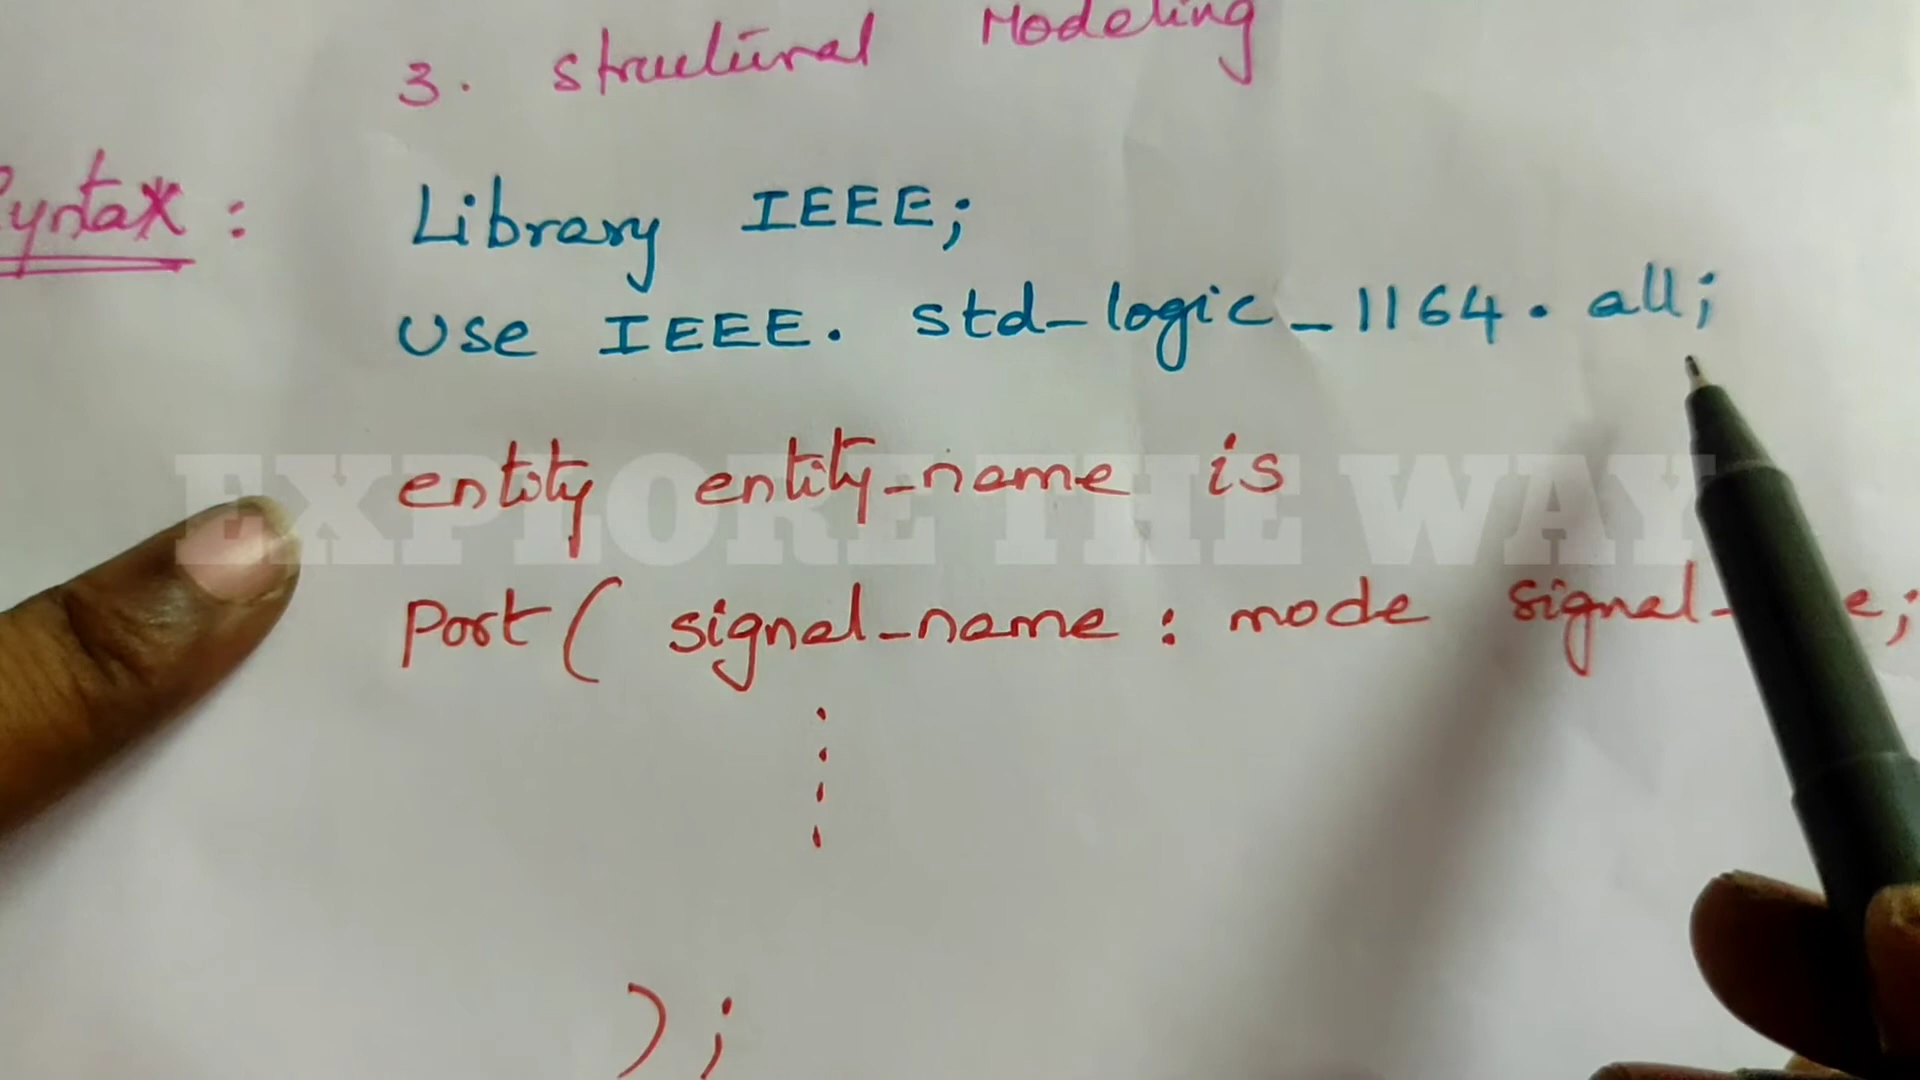 3. structural Modeling
Syntax :
Library IEEE;
Use IEEE. std_logic_1164. all;
entity entity_name is
EXPLORE THE WAY
Port ( signal_name : mode signal_
);